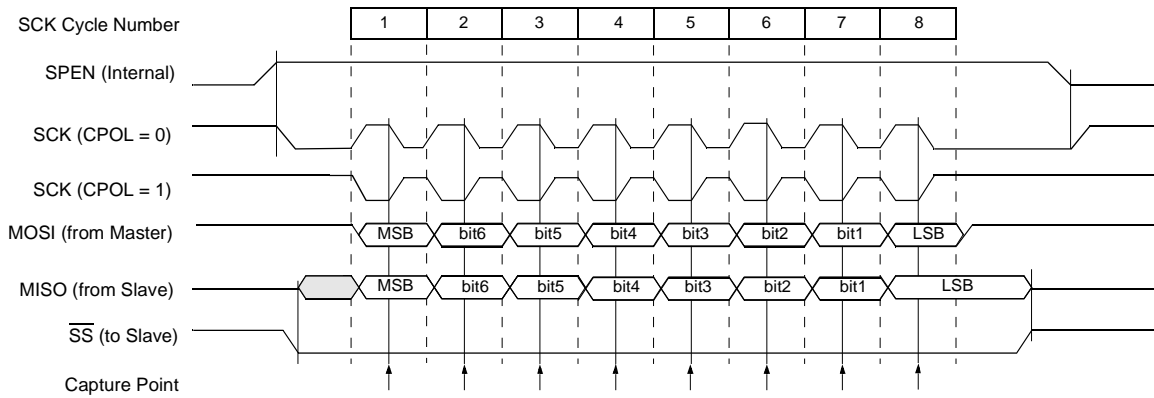 SCK Cycle Number 1 2 3 4 5 6 7 8
SPEN (Internal)
SCK (CPOL = 0)
SCK (CPOL = 1)
MOSI (from Master) MSB bit6 bit5 bit4 bit3 bit2 bit1 LSB
MISO (from Slave) MSB bit6 bit5 bit4 bit3 bit2 bit1 LSB
SS (to Slave)
Capture Point